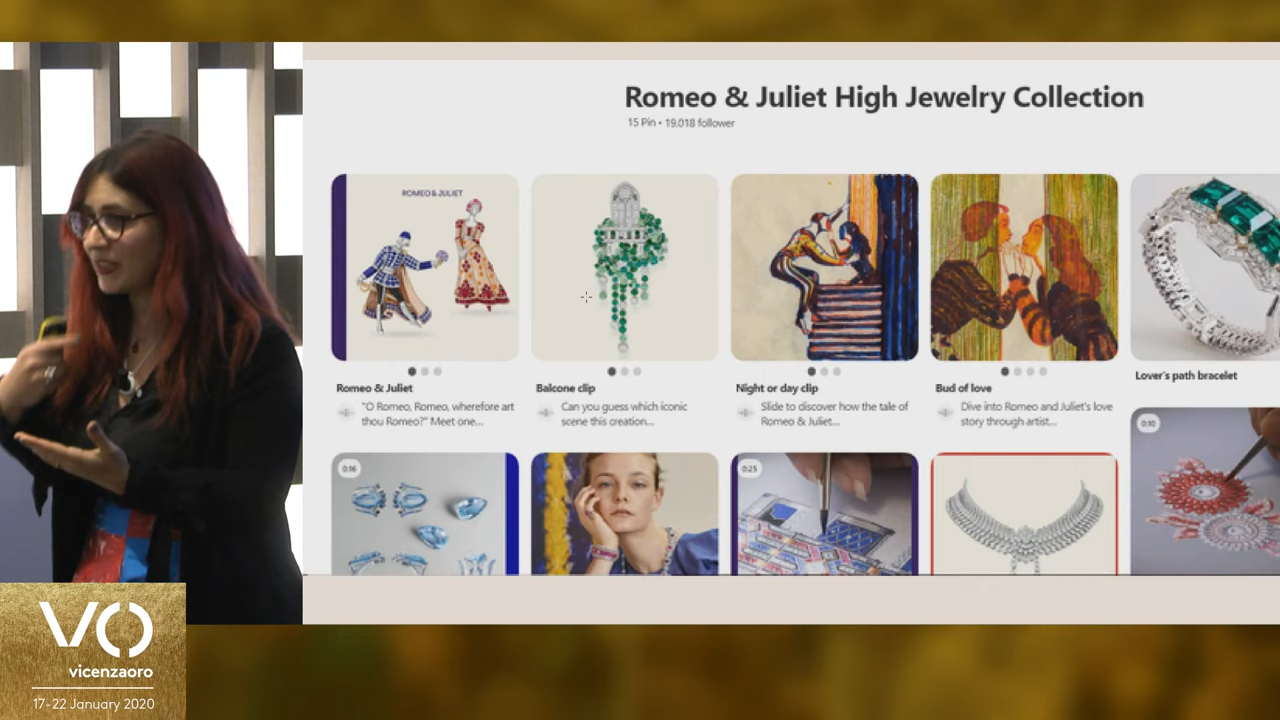 Romeo & Juliet High Jewelry Collection
15 Pin • 19.018 follower
ROMEO & JULIET
Romeo & Juliet
"O Romeo, Romeo, wherefore art
thou Romeo?" Meet one...
Balcone clip
Can you guess which iconic
scene this creation...
Night or day clip
Slide to discover how the tale of
Romeo & Juliet...
Bud of love
Dive into Romeo and Juliet's love
story through artist...
Lover's path bracelet
0:16
0:25
0:10
VO
vicenzaoro
17-22 January 2020